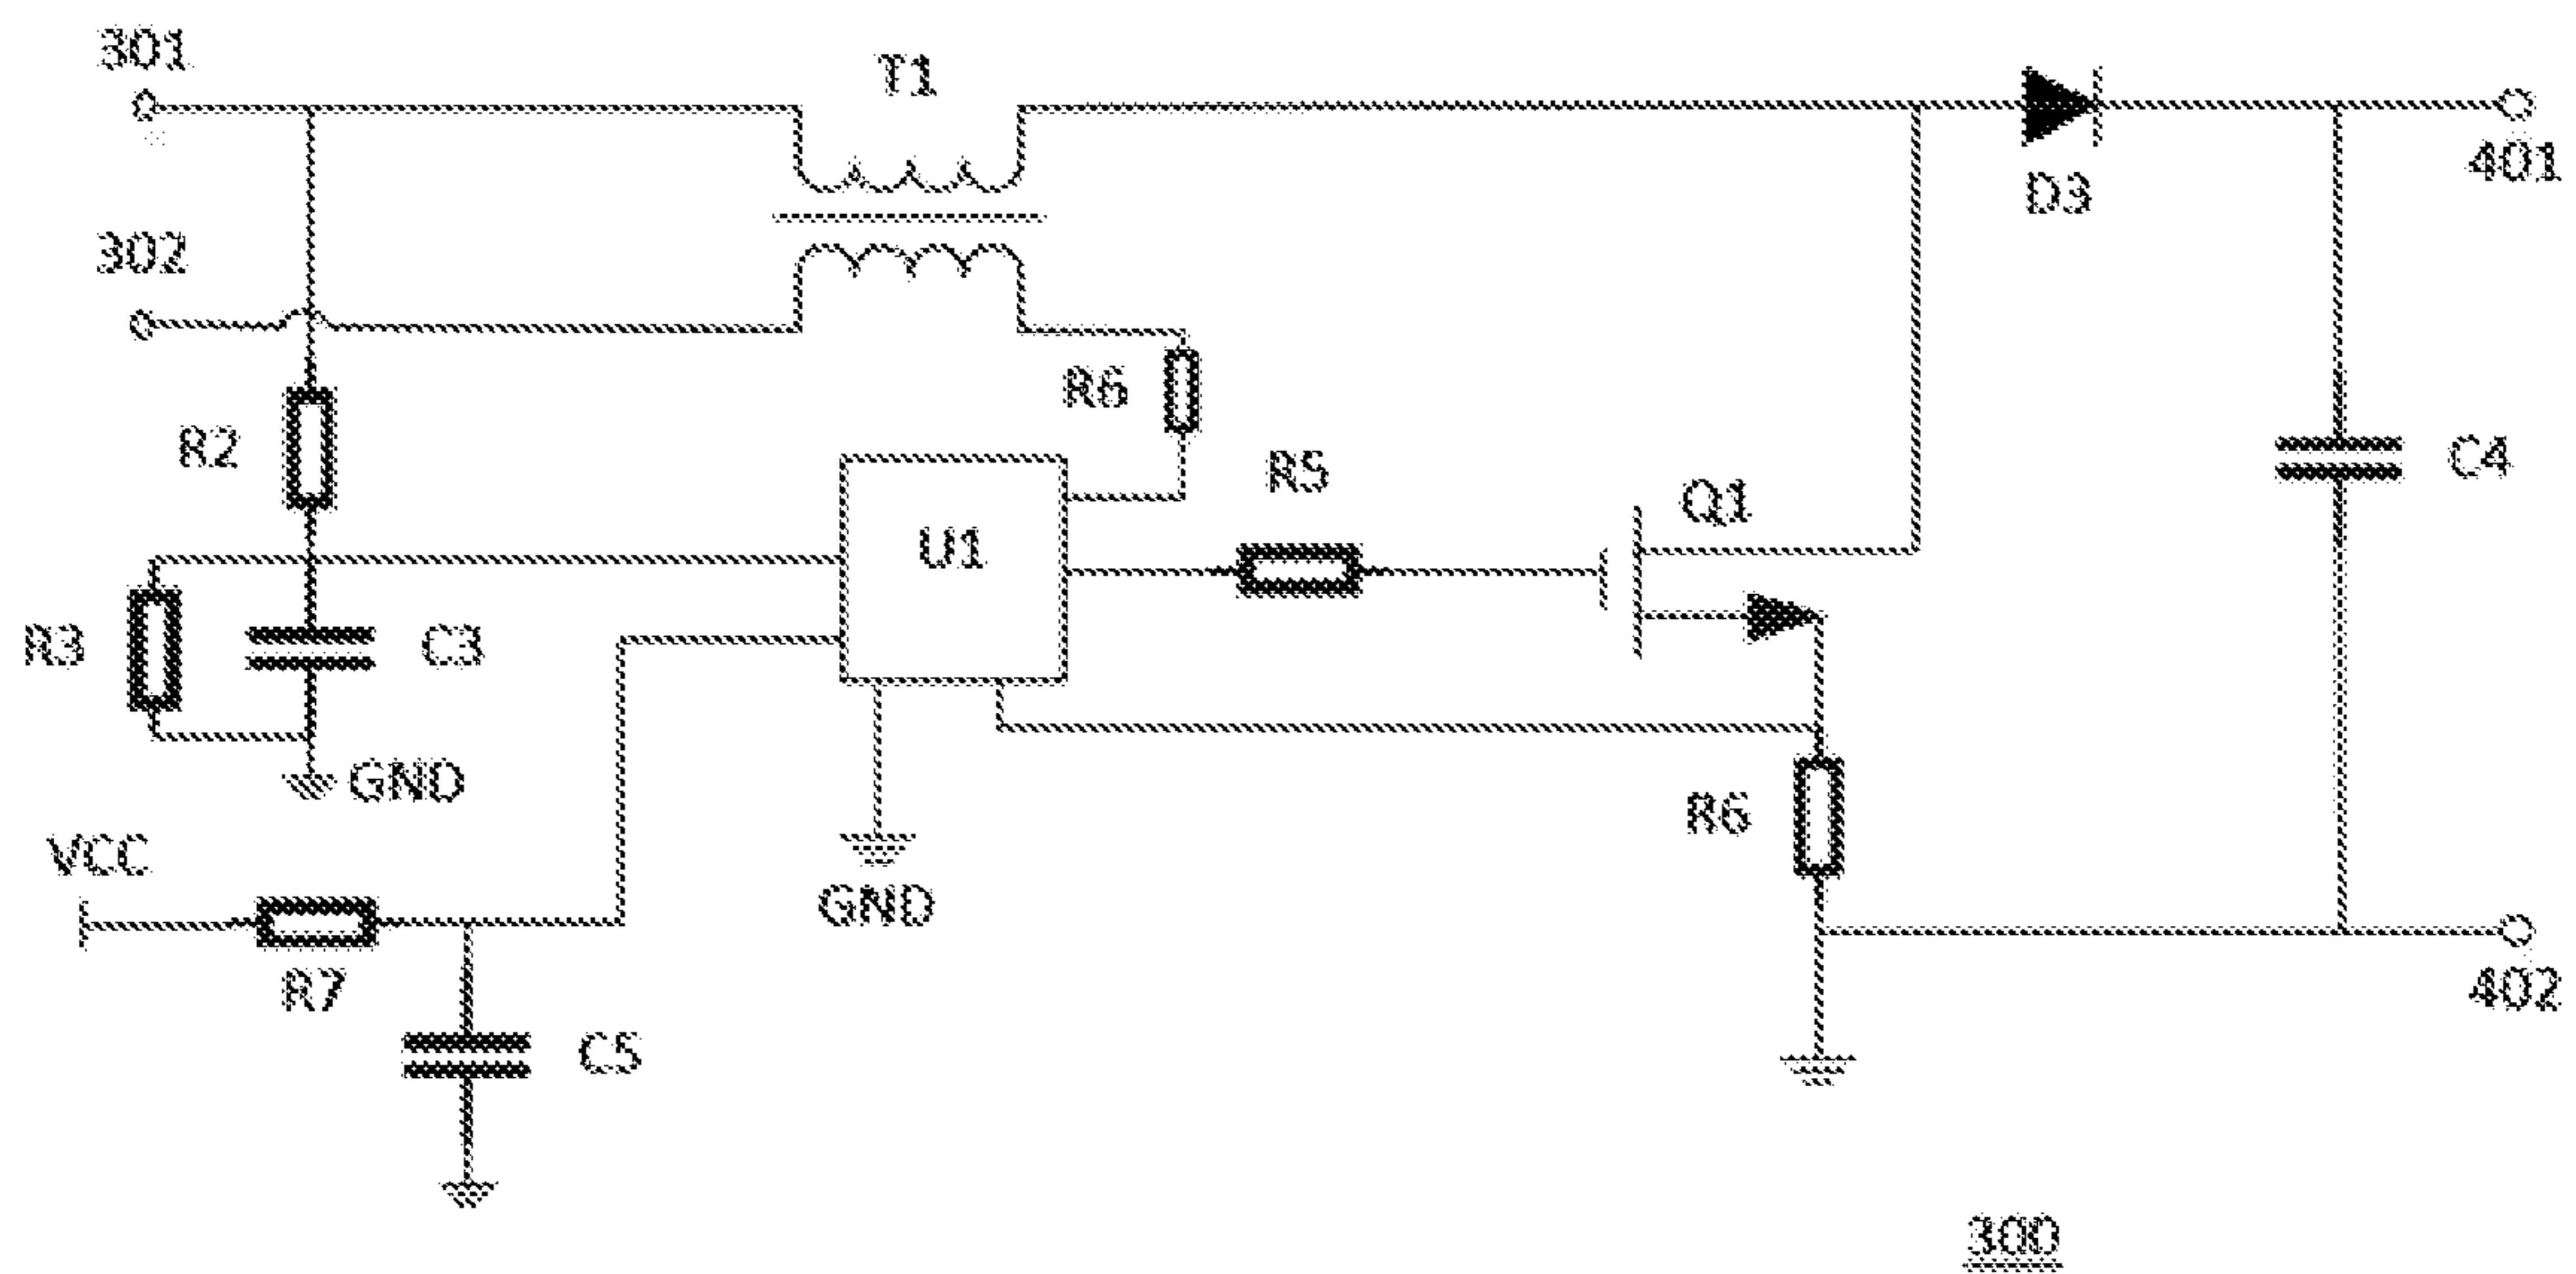 301
T1
401
D3
302
R6
R2
R5
Q1
C4
U1
R3
C3
GND
R6
VCC
GND
R7
402
C5
300